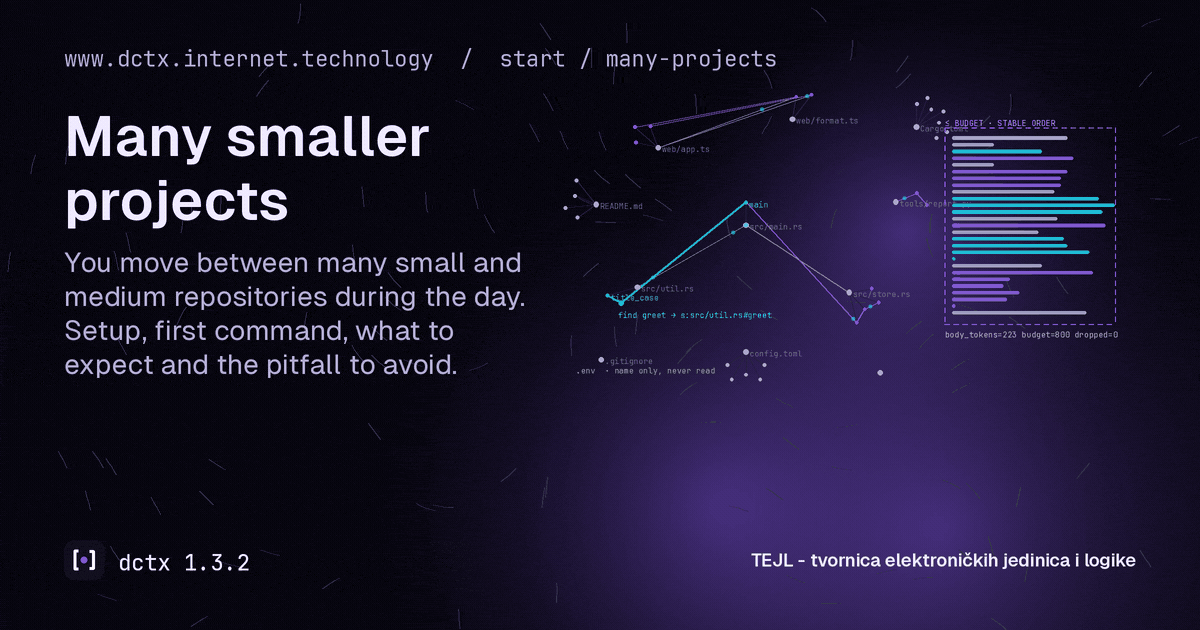 www.dctx.internet.technology / start / many-projects
Many smaller
projects
You move between many small and
medium repositories during the day.
Setup, first command, what to
expect and the pitfall to avoid.
web/format.ts
web/app.ts
README.md
main
src/main.rs
src/util.rs
title_case
find greet → s:src/util.rs#greet
src/store.rs
.gitignore
.env · name only, never read
config.toml
≤ BUDGET · STABLE ORDER
body_tokens=223 budget=800 dropped=0
dctx 1.3.2
TEJL - tvornica elektroničkih jedinica i logike